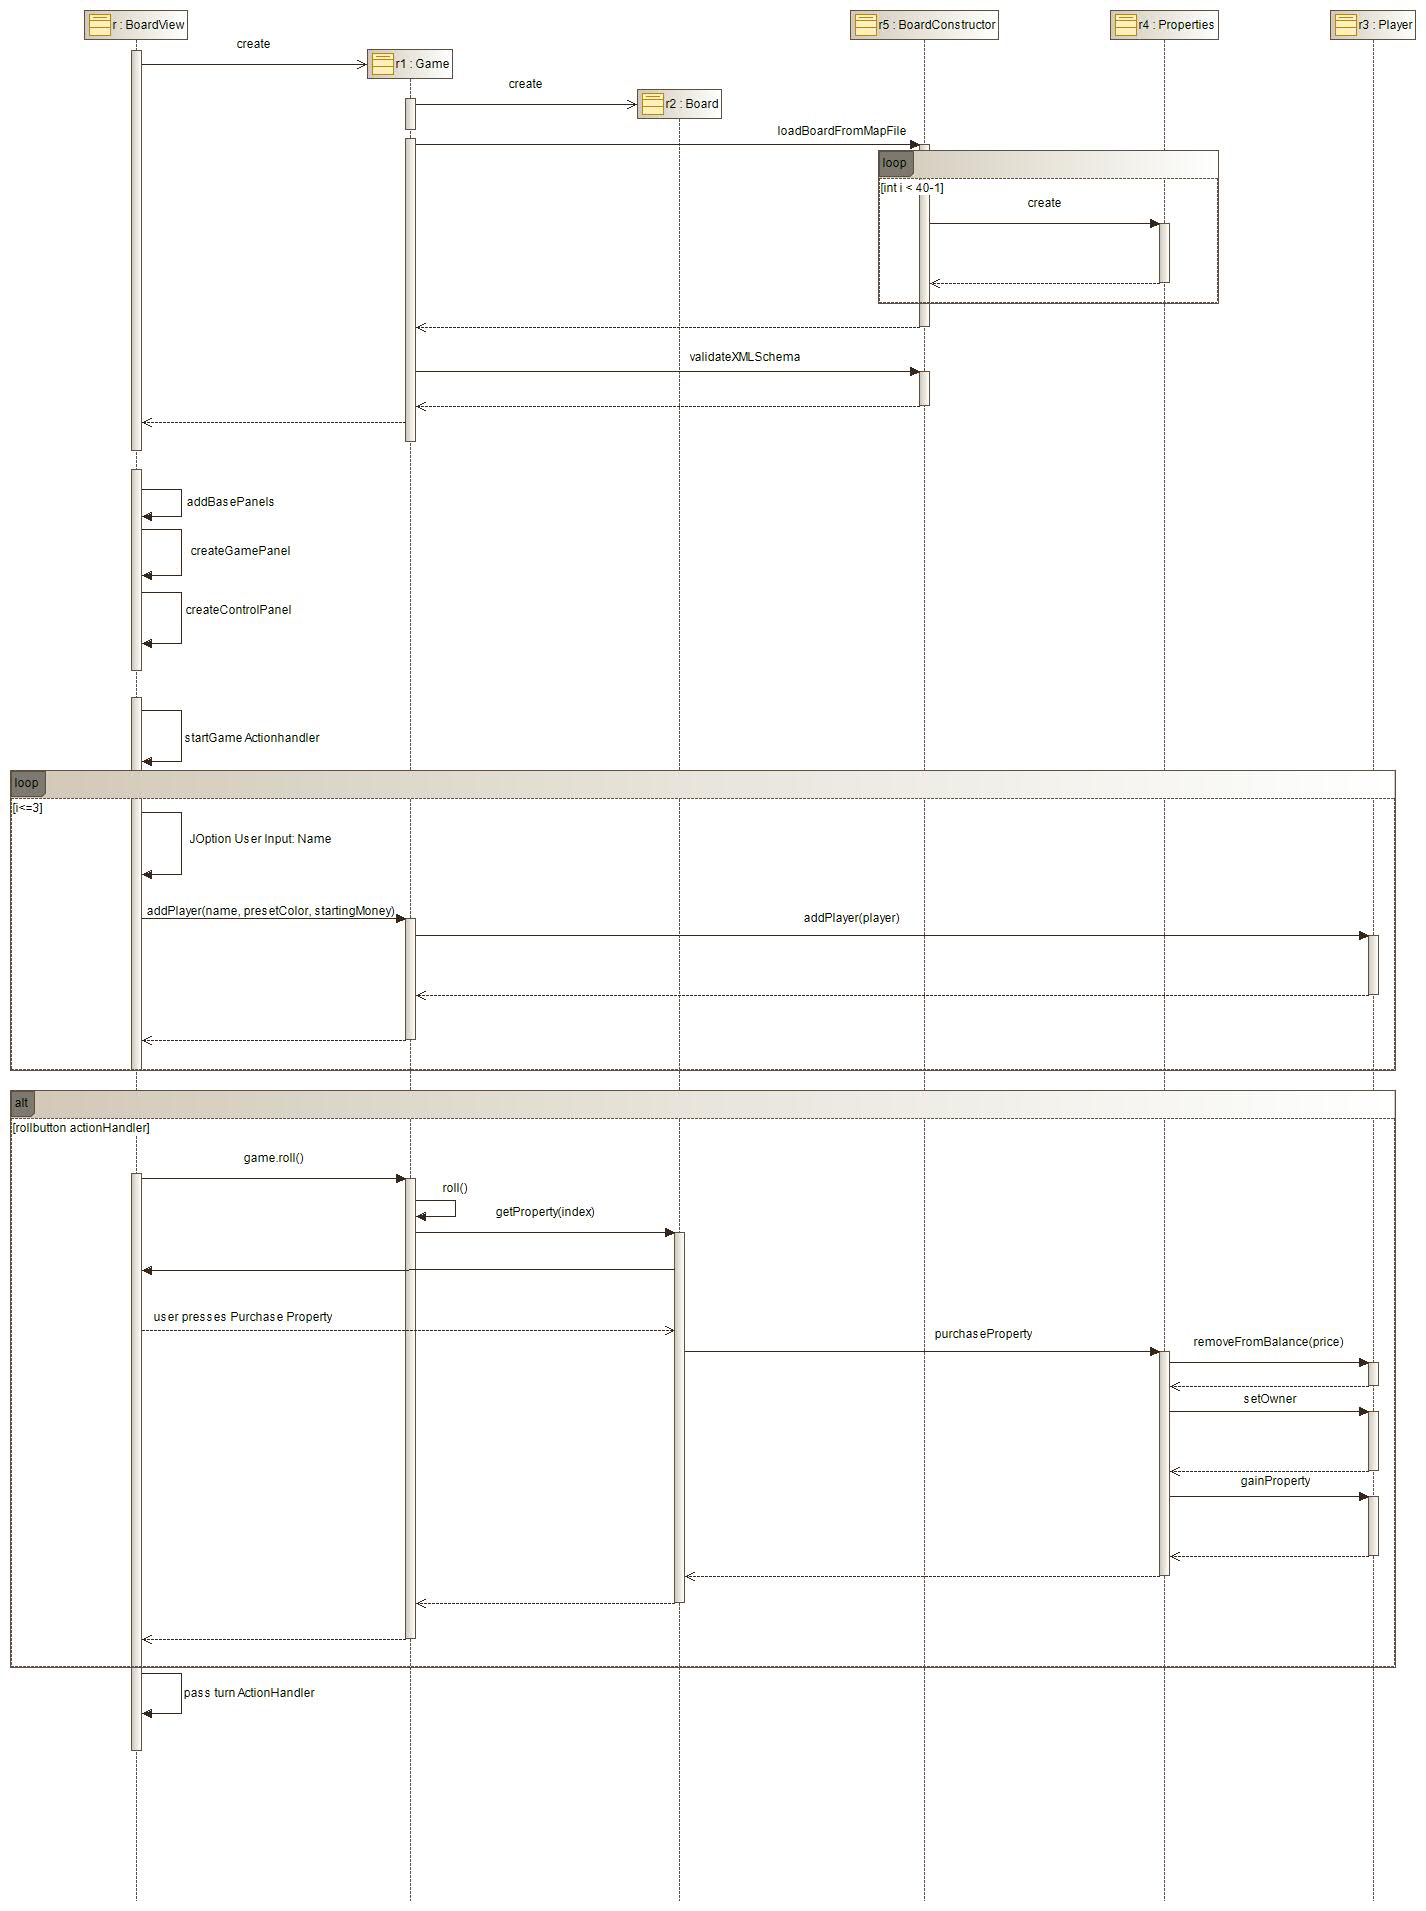 r : BoardView
r5 : BoardConstructor
r4 : Properties
r3 : Player
create
r1 : Game
create
r2 : Board
loadBoardFromMapFile
loop
[int i < 40-1]
create
validateXMLSchema
addBasePanels
createGamePanel
createControlPanel
startGame Actionhandler
loop
[i<=3]
JOption User Input: Name
addPlayer(name, presetColor, startingMoney)
addPlayer(player)
alt
[rollbutton actionHandler]
game.roll()
roll()
getProperty(index)
user presses Purchase Property
purchaseProperty
removeFromBalance(price)
setOwner
gainProperty
pass turn ActionHandler